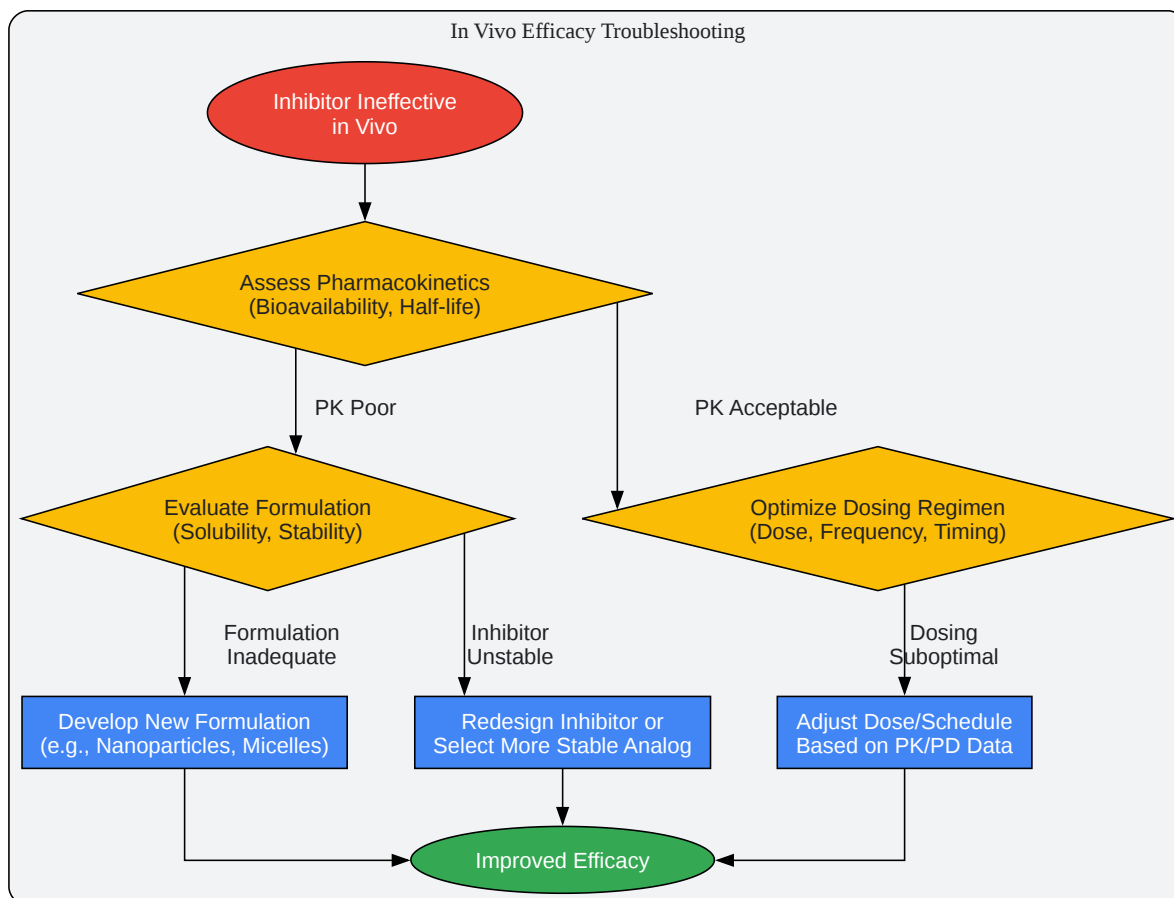 In Vivo Efficacy Troubleshooting
Inhibitor Ineffective
in Vivo
Assess Pharmacokinetics
(Bioavailability, Half-life)
PK Poor
PK Acceptable
Evaluate Formulation
(Solubility, Stability)
Optimize Dosing Regimen
(Dose, Frequency, Timing)
Formulation
Inadequate
Inhibitor
Unstable
Dosing
Suboptimal
Develop New Formulation
(e.g., Nanoparticles, Micelles)
Redesign Inhibitor or
Select More Stable Analog
Adjust Dose/Schedule
Based on PK/PD Data
Improved Efficacy